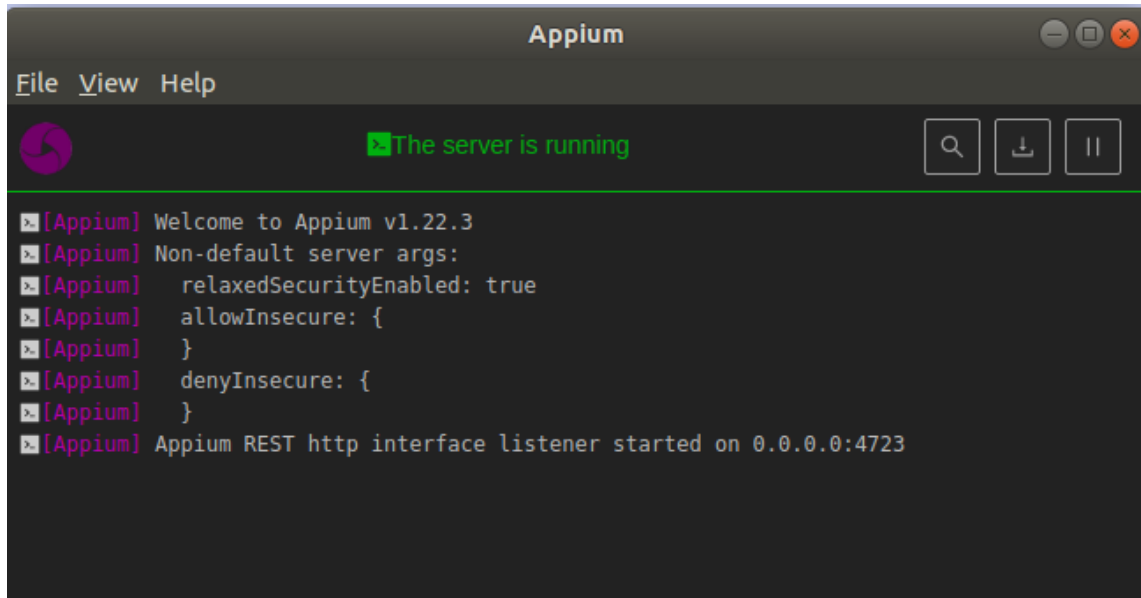 Appium
File View Help
The server is running
[Appium] Welcome to Appium v1.22.3
[Appium] Non-default server args:
[Appium]   relaxedSecurityEnabled: true
[Appium]   allowInsecure: {
[Appium]   }
[Appium]   denyInsecure: {
[Appium]   }
[Appium] Appium REST http interface listener started on 0.0.0.0:4723